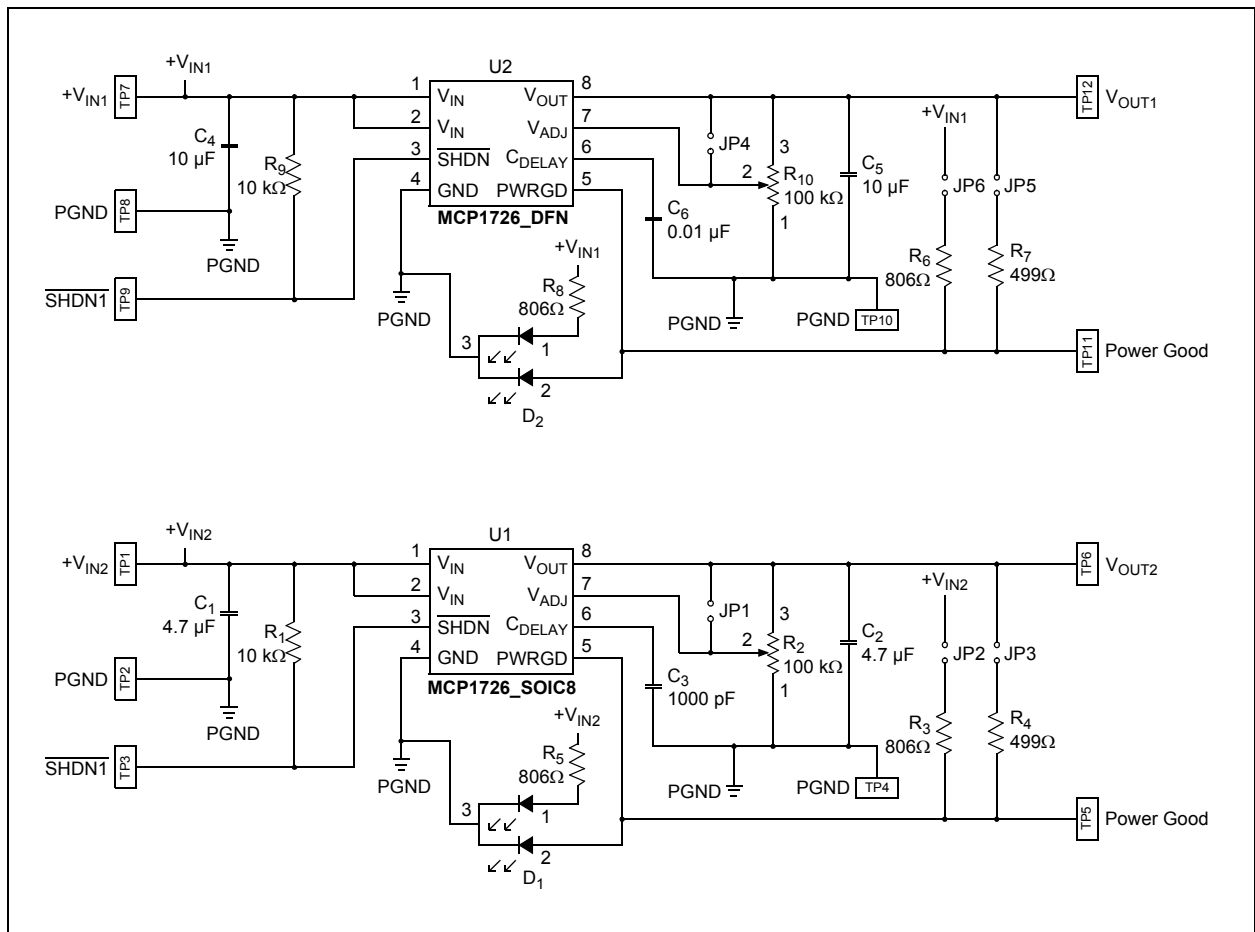 U2
+VIN1
+VIN1
TP7
1
VIN
VOUT
8
TP12
VOUT1
2
VIN
VADJ
7
+VIN1
C4
10 µF
R9
10 kΩ
3
SHDN
CDELAY
6
JP4
3
2
R10
100 kΩ
1
C5
10 µF
JP6
JP5
PGND
TP8
4
GND
PWRGD
5
MCP1726_DFN
C6
0.01 µF
PGND
+VIN1
R6
806Ω
R7
499Ω
SHDN1
TP9
PGND
R8
806Ω
PGND
PGND
TP10
3
1
2
D2
TP11
Power Good
U1
+VIN2
+VIN2
TP1
1
VIN
VOUT
8
TP6
VOUT2
2
VIN
VADJ
7
+VIN2
C1
4.7 µF
R1
10 kΩ
3
SHDN
CDELAY
6
JP1
3
2
R2
100 kΩ
1
C2
4.7 µF
JP2
JP3
PGND
TP2
4
GND
PWRGD
5
MCP1726_SOIC8
C3
1000 pF
PGND
+VIN2
R3
806Ω
R4
499Ω
SHDN1
TP3
PGND
R5
806Ω
PGND
PGND
TP4
3
1
2
D1
TP5
Power Good